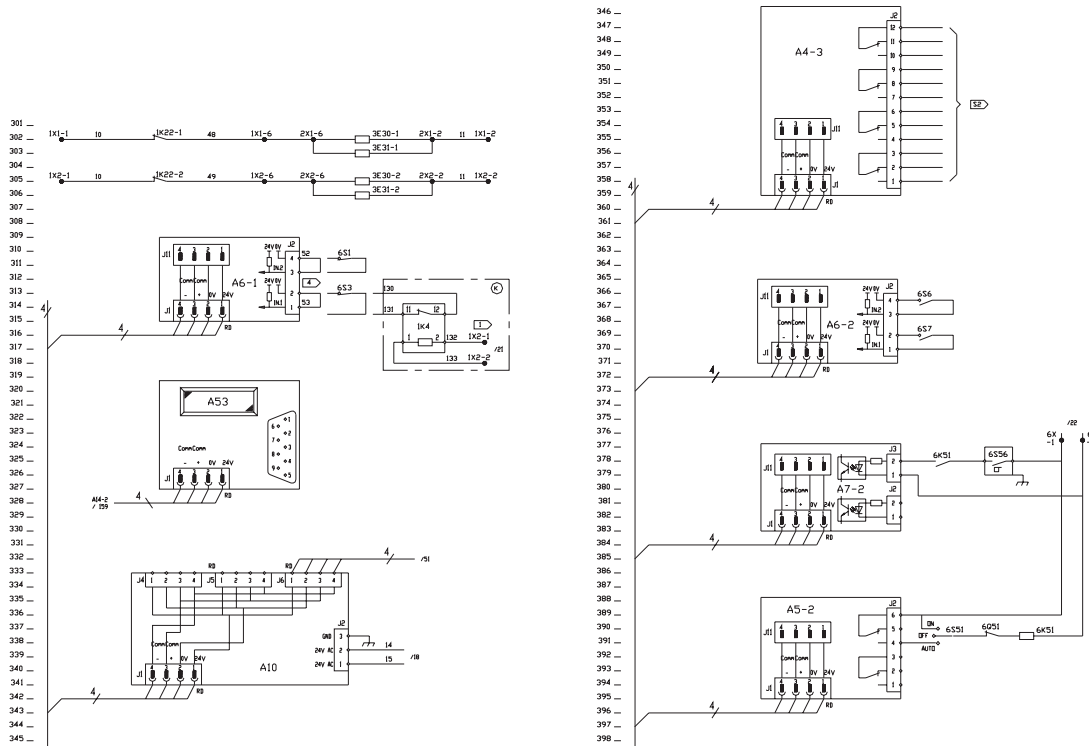 301
302
303
304
305
306
307
308
309
310
311
312
313
314
315
316
317
318
319
320
321
322
323
324
325
326
327
328
329
330
331
332
333
334
335
336
337
338
339
340
341
342
343
344
345
1X1-1 10 1K22-1 48 1X1-6 2X1-6 3E30-1 2X1-2 11 1X1-2
3E31-1
1X2-1 10 1K22-2 49 1X2-6 2X2-6 3E30-2 2X2-2 11 1X2-2
3E31-2
J11 4 3 2 1
CommComm
- + 0V 24V
J1 4 3 2 1
RD
A6-1
24V 0V
IN2
24V 0V
IN1
J2
4
3
2
1
52
53
4
6S1
6S3
130
131
11 12
1K4
1 2
132
133
1X2-1
1X2-2
/21
K
1
4
4
A53
1
2
3
4
5
6
7
8
9
CommComm
- + 0V 24V
J1 4 3 2 1
RD
A14-2
/ 159
4
RD RD
4 /51
J4 1 2 3 4
J5 1 2 3 4
J6 1 2 3 4
CommComm
- + 0V 24V
J1 4 3 2 1
RD
A10
J2
GND 3
24V AC 2
24V AC 1
14
15
/18
4
346
347
348
349
350
351
352
353
354
355
356
357
358
359
360
361
362
363
364
365
366
367
368
369
370
371
372
373
374
375
376
377
378
379
380
381
382
383
384
385
386
387
388
389
390
391
392
393
394
395
396
397
398
A4-3
J2
12
11
10
9
8
7
6
5
4
3
2
1
S2
4 3 2 1 J11
CommComm
- + 0V 24V
4 3 2 1 J1
RD
4
4
J11 4 3 2 1
- + 0V 24V
J1 4 3 2 1
RD
A6-2
24V 0V
IN2
24V 0V
IN1
J2
4
3
2
1
6S6
6S7
4
J11 4 3 2 1
- + 0V 24V
J1 4 3 2 1
RD
A7-2
J3
2
1
J2
2
1
6K51
6S56
6X
-1
/22
4
A5-2
J11 4 3 2 1
CommComm
- + 0V 24V
J1 4 3 2 1
RD
J2
6
5
4
3
2
1
ON
OFF
AUTO
6S51
6Q51
6K51
4